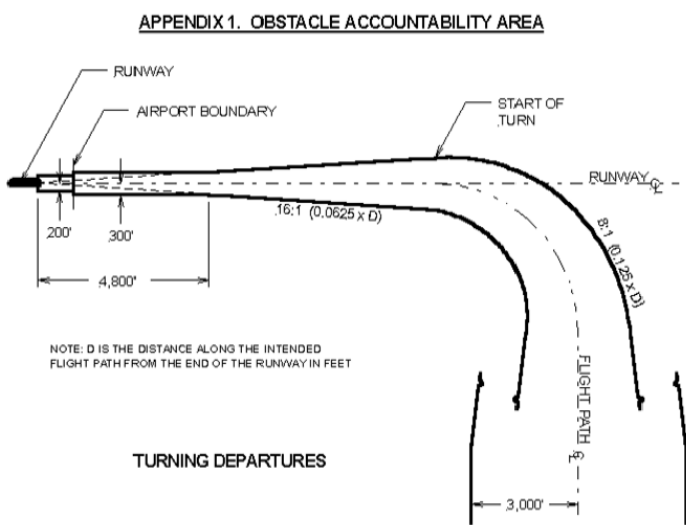 APPENDIX 1. OBSTACLE ACCOUNTABILITY AREA
RUNWAY
AIRPORT BOUNDARY
START OF
TURN
RUNWAY ℄
200'
300'
16:1 (0.0625 x D)
8:1 (0.125 x D)
4,800'
NOTE: D IS THE DISTANCE ALONG THE INTENDED
FLIGHT PATH FROM THE END OF THE RUNWAY IN FEET
FLIGHT PATH ℄
TURNING DEPARTURES
3,000'